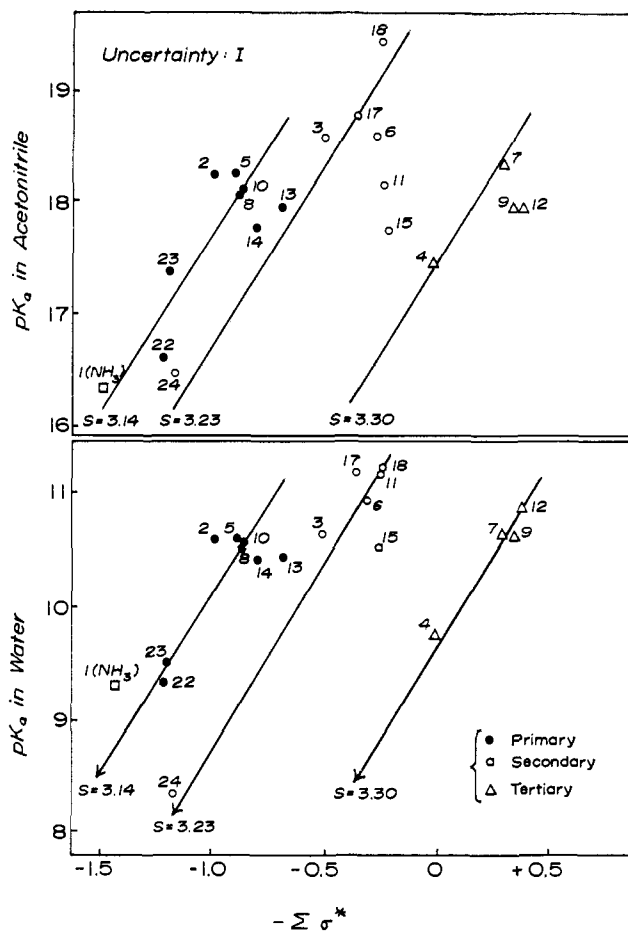 Uncertainty: I
18
19
17
3
6
2
5
10
8
11
13
14
15
7
9
12
18
4
23
17
22
24
1(NH3)
16
S=3.14
S=3.23
S=3.30
pKa in Acetonitrile
11
17
18
11
6
2
5
10
8
14
13
3
15
12
7
9
10
4
23
1(NH3)
22
9
24
S=3.14
S=3.23
S=3.30
8
Primary
Secondary
Tertiary
pKa in Water
-1.5 -1.0 -0.5 0 +0.5
- Σ σ*